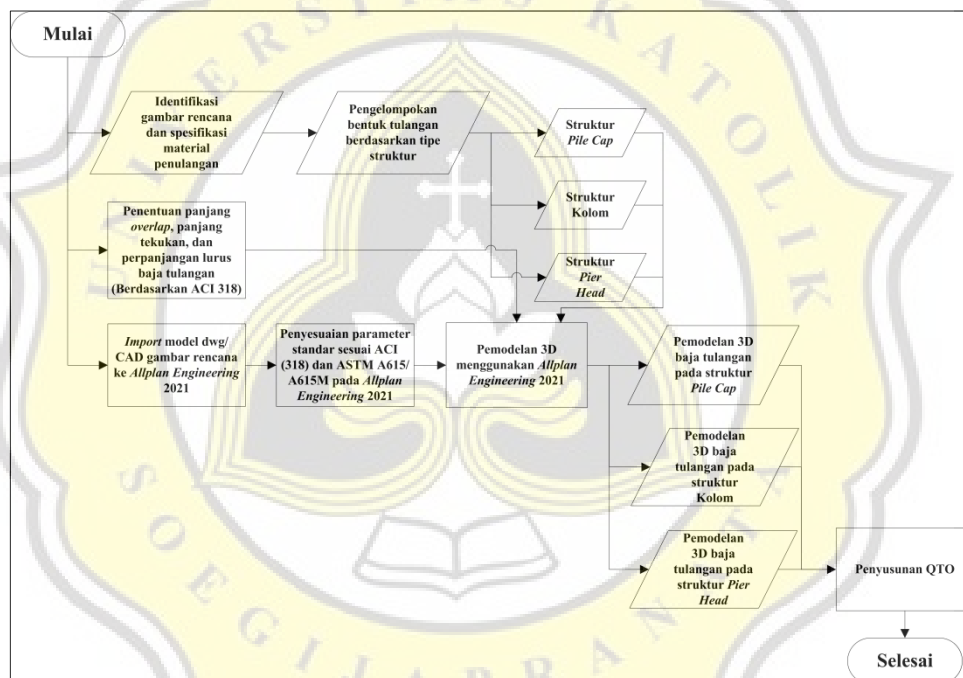 Mulai
Identifikasi
gambar rencana
dan spesifikasi
material
penulangan
Pengelompokan
bentuk tulangan
berdasarkan tipe
struktur
Struktur
Pile Cap
Struktur
Kolom
Struktur
Pier
Head
Penentuan panjang
overlap, panjang
tekukan, dan
perpanjangan lurus
baja tulangan
(Berdasarkan ACI 318)
Import model dwg/
CAD gambar rencana
ke Allplan Engineering
2021
Penyesuaian parameter
standar sesuai ACI
(318) dan ASTM A615/
A615M pada Allplan
Engineering 2021
Pemodelan 3D
menggunakan Allplan
Engineering 2021
Pemodelan 3D
baja tulangan
pada struktur
Pile Cap
Pemodelan
3D baja
tulangan pada
struktur
Kolom
Pemodelan
3D baja
tulangan pada
struktur Pier
Head
Penyusunan QTO
Selesai
UNIVERSITAS KATOLIK
SOEGIJAPRANATA